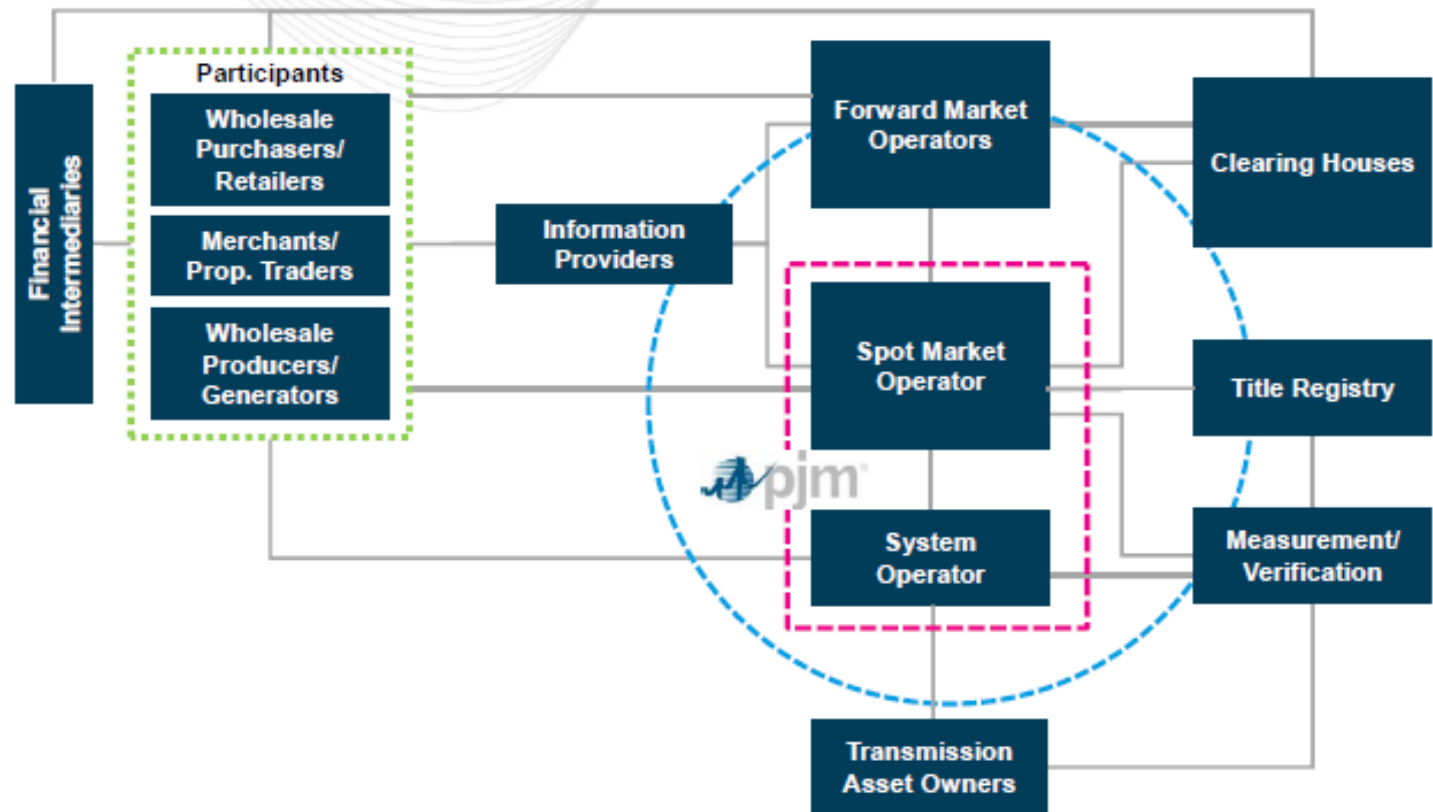 Financial
Intermediaries
Participants
Wholesale
Purchasers/
Retailers
Merchants/
Prop. Traders
Wholesale
Producers/
Generators
Information
Providers
Forward Market
Operators
Spot Market
Operator
pjm
System
Operator
Transmission
Asset Owners
Clearing Houses
Title Registry
Measurement/
Verification